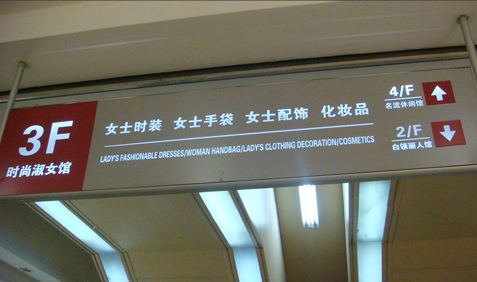 3F
时尚淑女馆
女士时装 女士手袋 女士配饰 化妆品
LADY'S FASHIONABLE DRESSES/WOMAN HANDBAG/LADY'S CLOTHING DECORATION/COSMETICS
4/F
名流休闲馆
2/F
白领丽人馆